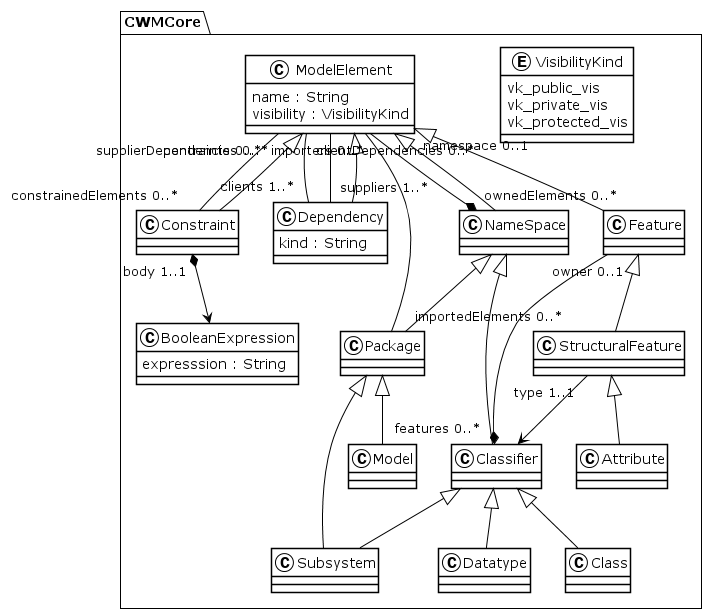 CWMCore
C ModelElement
name : String
visibility : VisibilityKind
E VisibilityKind
vk_public_vis
vk_private_vis
vk_protected_vis
supplierDependencies 0..*
constraints 0..*
importers 0..*
clientDependencies 0..*
namespace 0..1
constrainedElements 0..*
clients 1..*
suppliers 1..*
ownedElements 0..*
C Constraint
C Dependency
kind : String
C NameSpace
C Feature
body 1..1
owner 0..1
importedElements 0..*
C BooleanExpression
expresssion : String
C Package
C StructuralFeature
type 1..1
features 0..*
C Model
C Classifier
C Attribute
C Subsystem
C Datatype
C Class